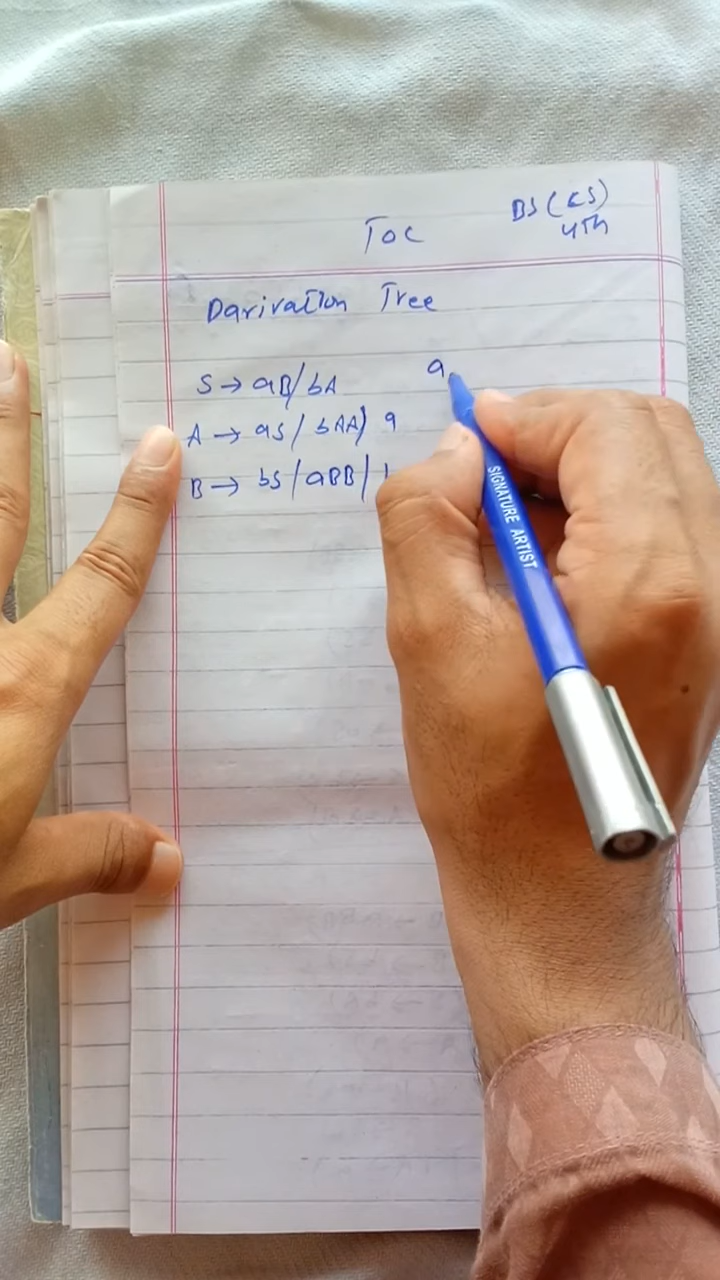 TOC
BS (CS)
4Th
Darivation Tree
S → aB/bA
a
A → as / bAA) a
B → bs / aBB /
SIGNATURE ARTIST